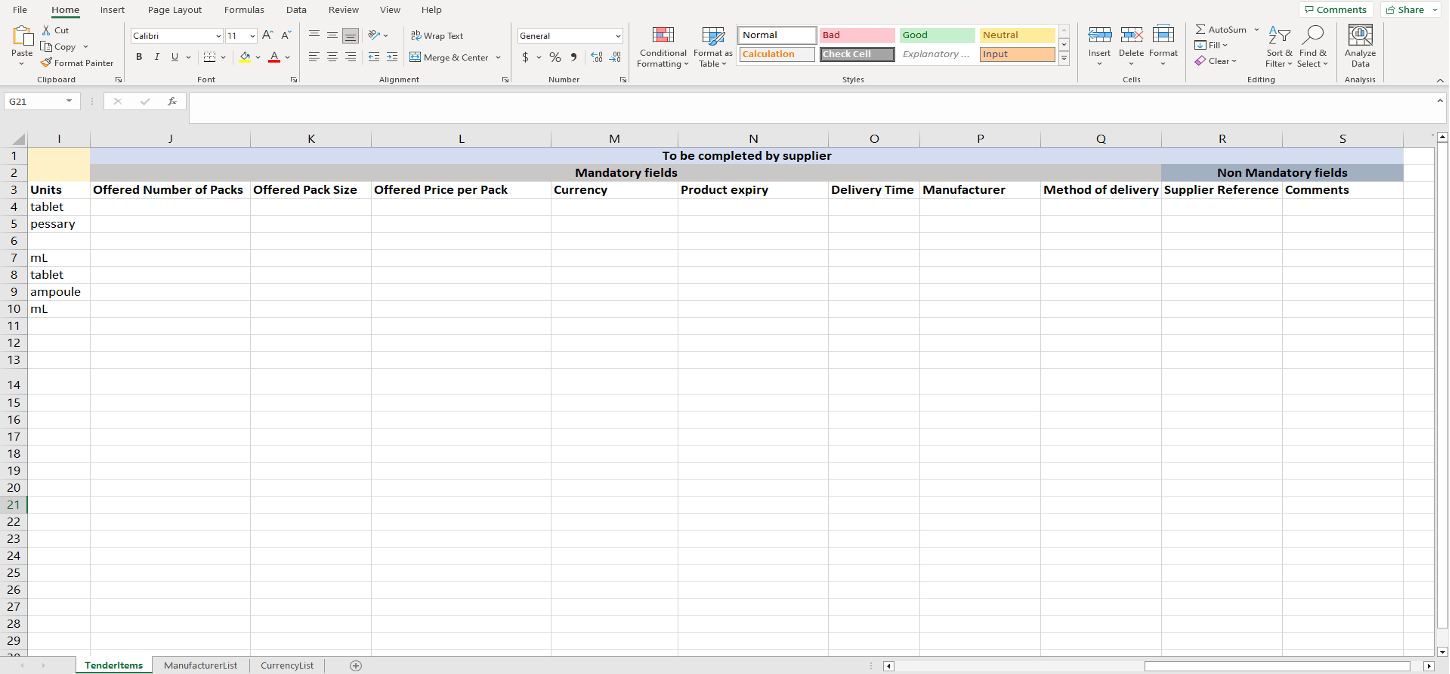 File Home Insert Page Layout Formulas Data Review View Help Comments Share
Cut Calibri 11 A A Wrap Text General Normal Bad Good Neutral AutoSum
Copy Fill
Paste Format Painter B I U A Merge & Center $ % Conditional Formatting Format as Table Calculation Check Cell Explanatory ... Input Insert Delete Format Clear Sort & Filter Find & Select Analyze Data
Clipboard Font Alignment Number Styles Cells Editing Analysis
G21 fx
I J K L M N O P Q R S
1 To be completed by supplier
2 Mandatory fields Non Mandatory fields
3 Units Offered Number of Packs Offered Pack Size Offered Price per Pack Currency Product expiry Delivery Time Manufacturer Method of delivery Supplier Reference Comments
4 tablet
5 pessary
6
7 mL
8 tablet
9 ampoule
10 mL
11
12
13
14
15
16
17
18
19
20
21
22
23
24
25
26
27
28
29
30
TenderItems ManufacturerList CurrencyList